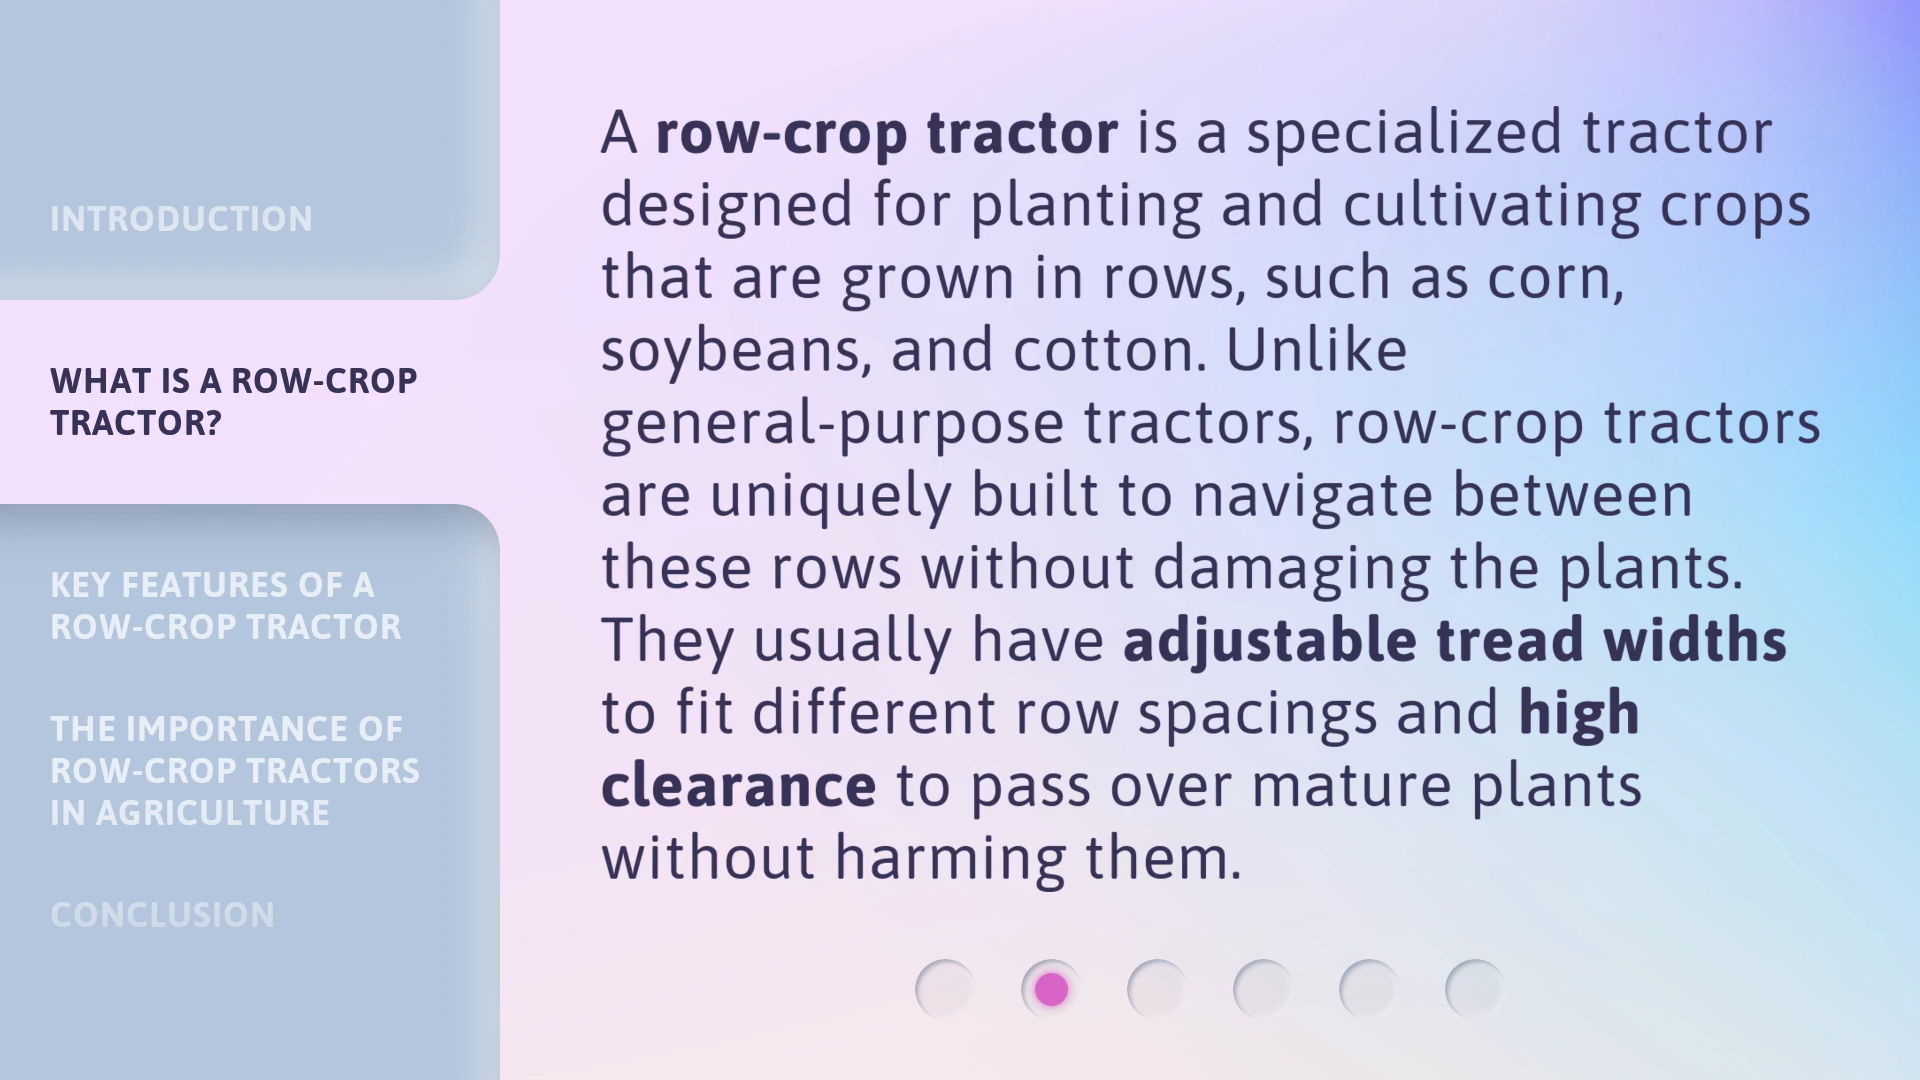 INTRODUCTION
WHAT IS A ROW-CROP
TRACTOR?
KEY FEATURES OF A
ROW-CROP TRACTOR
THE IMPORTANCE OF
ROW-CROP TRACTORS
IN AGRICULTURE
CONCLUSION
A row-crop tractor is a specialized tractor
designed for planting and cultivating crops
that are grown in rows, such as corn,
soybeans, and cotton. Unlike
general-purpose tractors, row-crop tractors
are uniquely built to navigate between
these rows without damaging the plants.
They usually have adjustable tread widths
to fit different row spacings and high
clearance to pass over mature plants
without harming them.